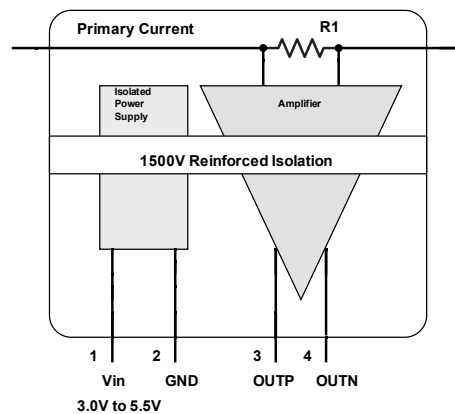 Primary Current
R1
Isolated
Power
Supply
Amplifier
1500V Reinforced Isolation
1 2 3 4
Vin GND OUTP OUTN
3.0V to 5.5V